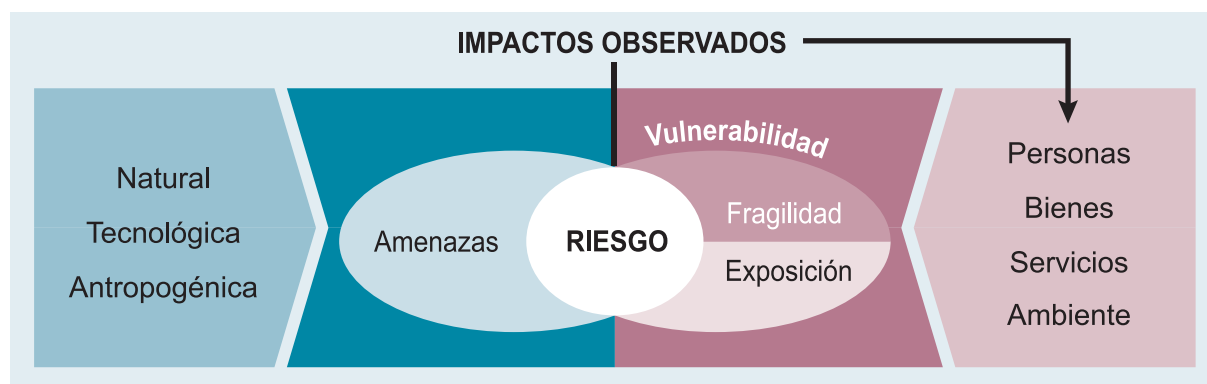 IMPACTOS OBSERVADOS
Natural
Tecnológica
Antropogénica
Amenazas
RIESGO
Vulnerabilidad
Fragilidad
Exposición
Personas
Bienes
Servicios
Ambiente